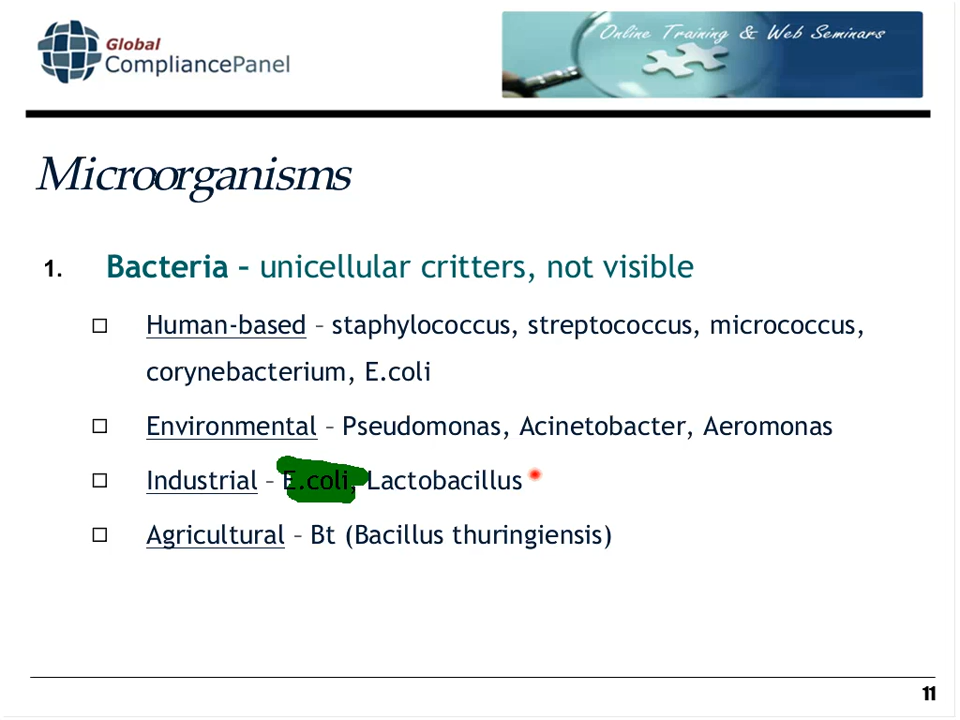 Global
CompliancePanel
Online Training & Web Seminars
Microorganisms
1. Bacteria – unicellular critters, not visible
Human-based – staphylococcus, streptococcus, micrococcus,
corynebacterium, E.coli
Environmental – Pseudomonas, Acinetobacter, Aeromonas
Industrial – E.coli, Lactobacillus
Agricultural – Bt (Bacillus thuringiensis)
11